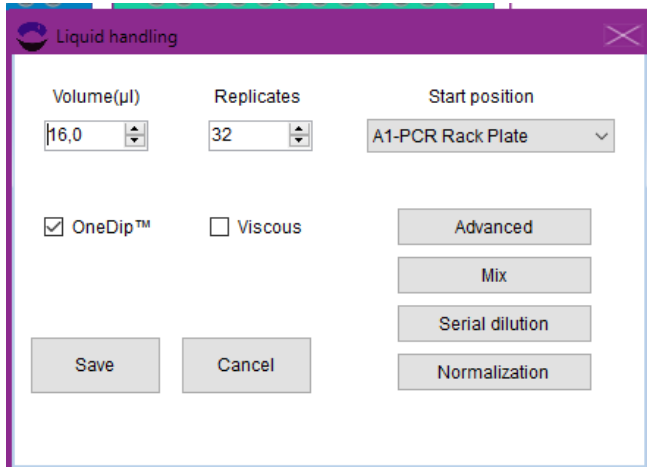 Liquid handling
Volume(µl) Replicates Start position
16,0 32 A1-PCR Rack Plate
OneDip™ Viscous Advanced
Mix
Serial dilution
Save Cancel Normalization